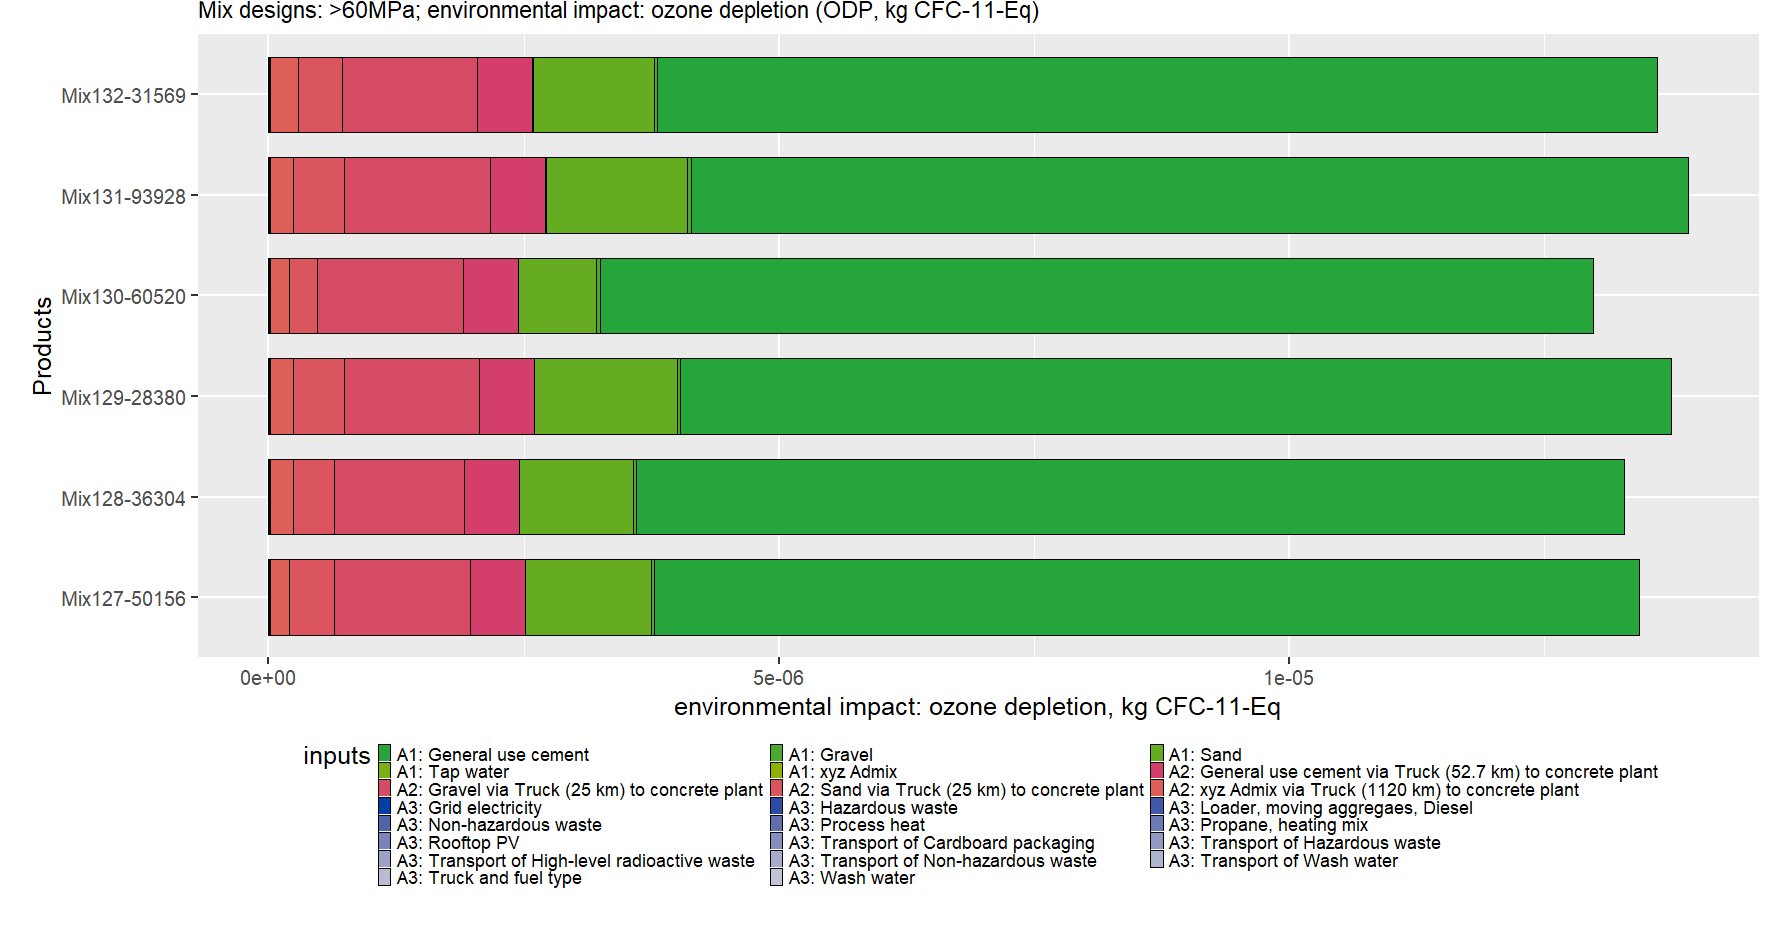 Mix designs: >60MPa; environmental impact: ozone depletion (ODP, kg CFC-11-Eq)
Mix132-31569
Mix131-93928
Mix130-60520
Mix129-28380
Mix128-36304
Mix127-50156
Products
0e+00
5e-06
1e-05
environmental impact: ozone depletion, kg CFC-11-Eq
inputs
A1: General use cement
A1: Gravel
A1: Sand
A1: Tap water
A1: xyz Admix
A2: General use cement via Truck (52.7 km) to concrete plant
A2: Gravel via Truck (25 km) to concrete plant
A2: Sand via Truck (25 km) to concrete plant
A2: xyz Admix via Truck (1120 km) to concrete plant
A3: Grid electricity
A3: Hazardous waste
A3: Loader, moving aggregaes, Diesel
A3: Non-hazardous waste
A3: Process heat
A3: Propane, heating mix
A3: Rooftop PV
A3: Transport of Cardboard packaging
A3: Transport of Hazardous waste
A3: Transport of High-level radioactive waste
A3: Transport of Non-hazardous waste
A3: Transport of Wash water
A3: Truck and fuel type
A3: Wash water